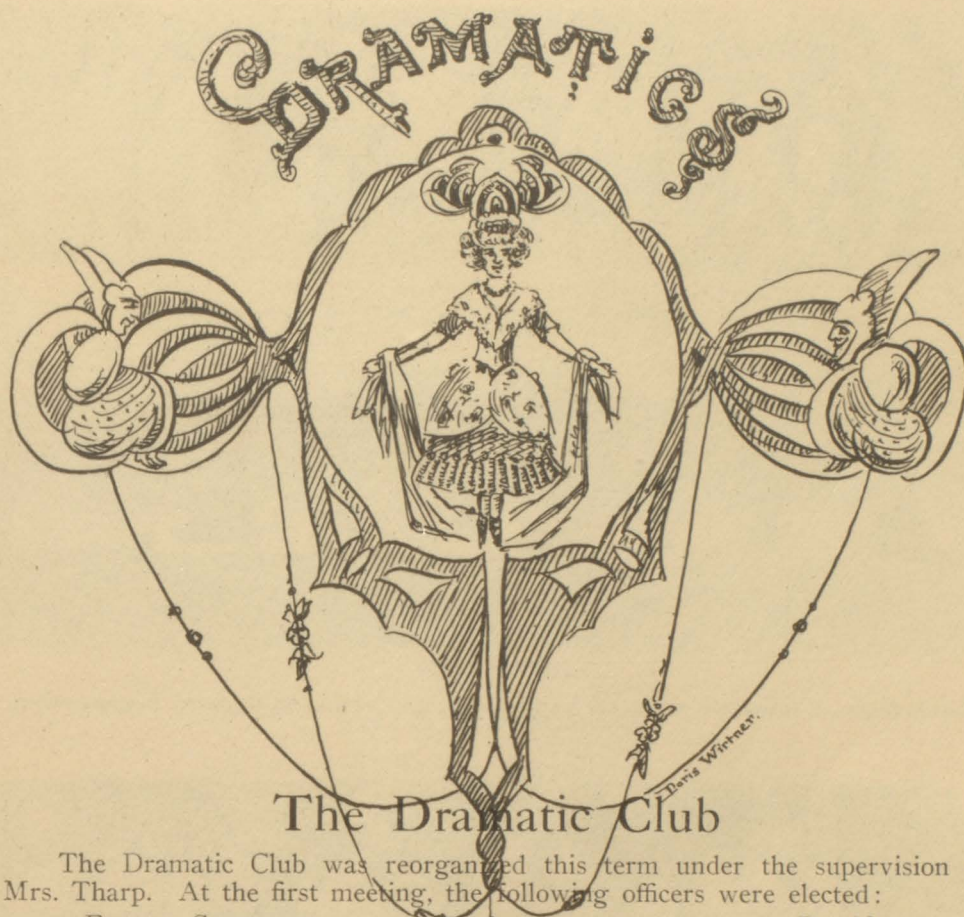 DRAMATICS
Doris Wirtner.
The Dramatic Club
The Dramatic Club was reorganized this term under the supervision
Mrs. Tharp. At the first meeting, the following officers were elected: